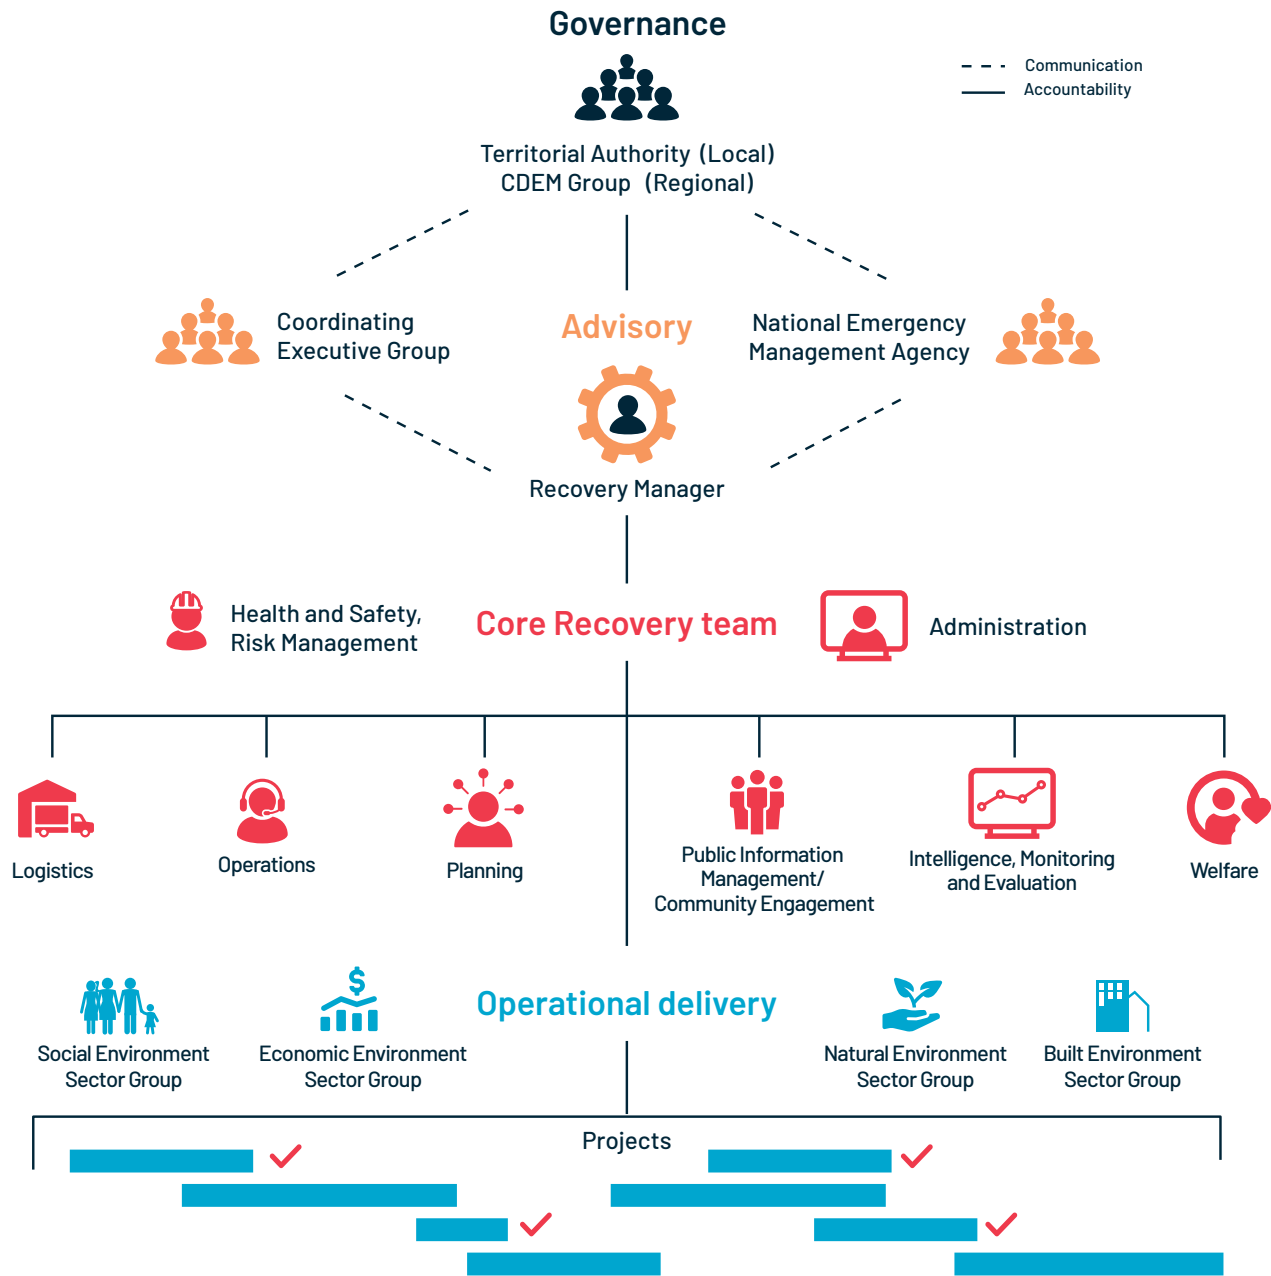 Governance
Communication
Accountability
Territorial Authority (Local)
CDEM Group (Regional)
Coordinating
Executive Group
Advisory
National Emergency
Management Agency
Recovery Manager
Health and Safety,
Risk Management
Core Recovery team
Administration
Logistics
Operations
Planning
Public Information
Management/
Community Engagement
Intelligence, Monitoring
and Evaluation
Welfare
$
Operational delivery
Social Environment
Sector Group
Economic Environment
Sector Group
Natural Environment
Sector Group
Built Environment
Sector Group
Projects